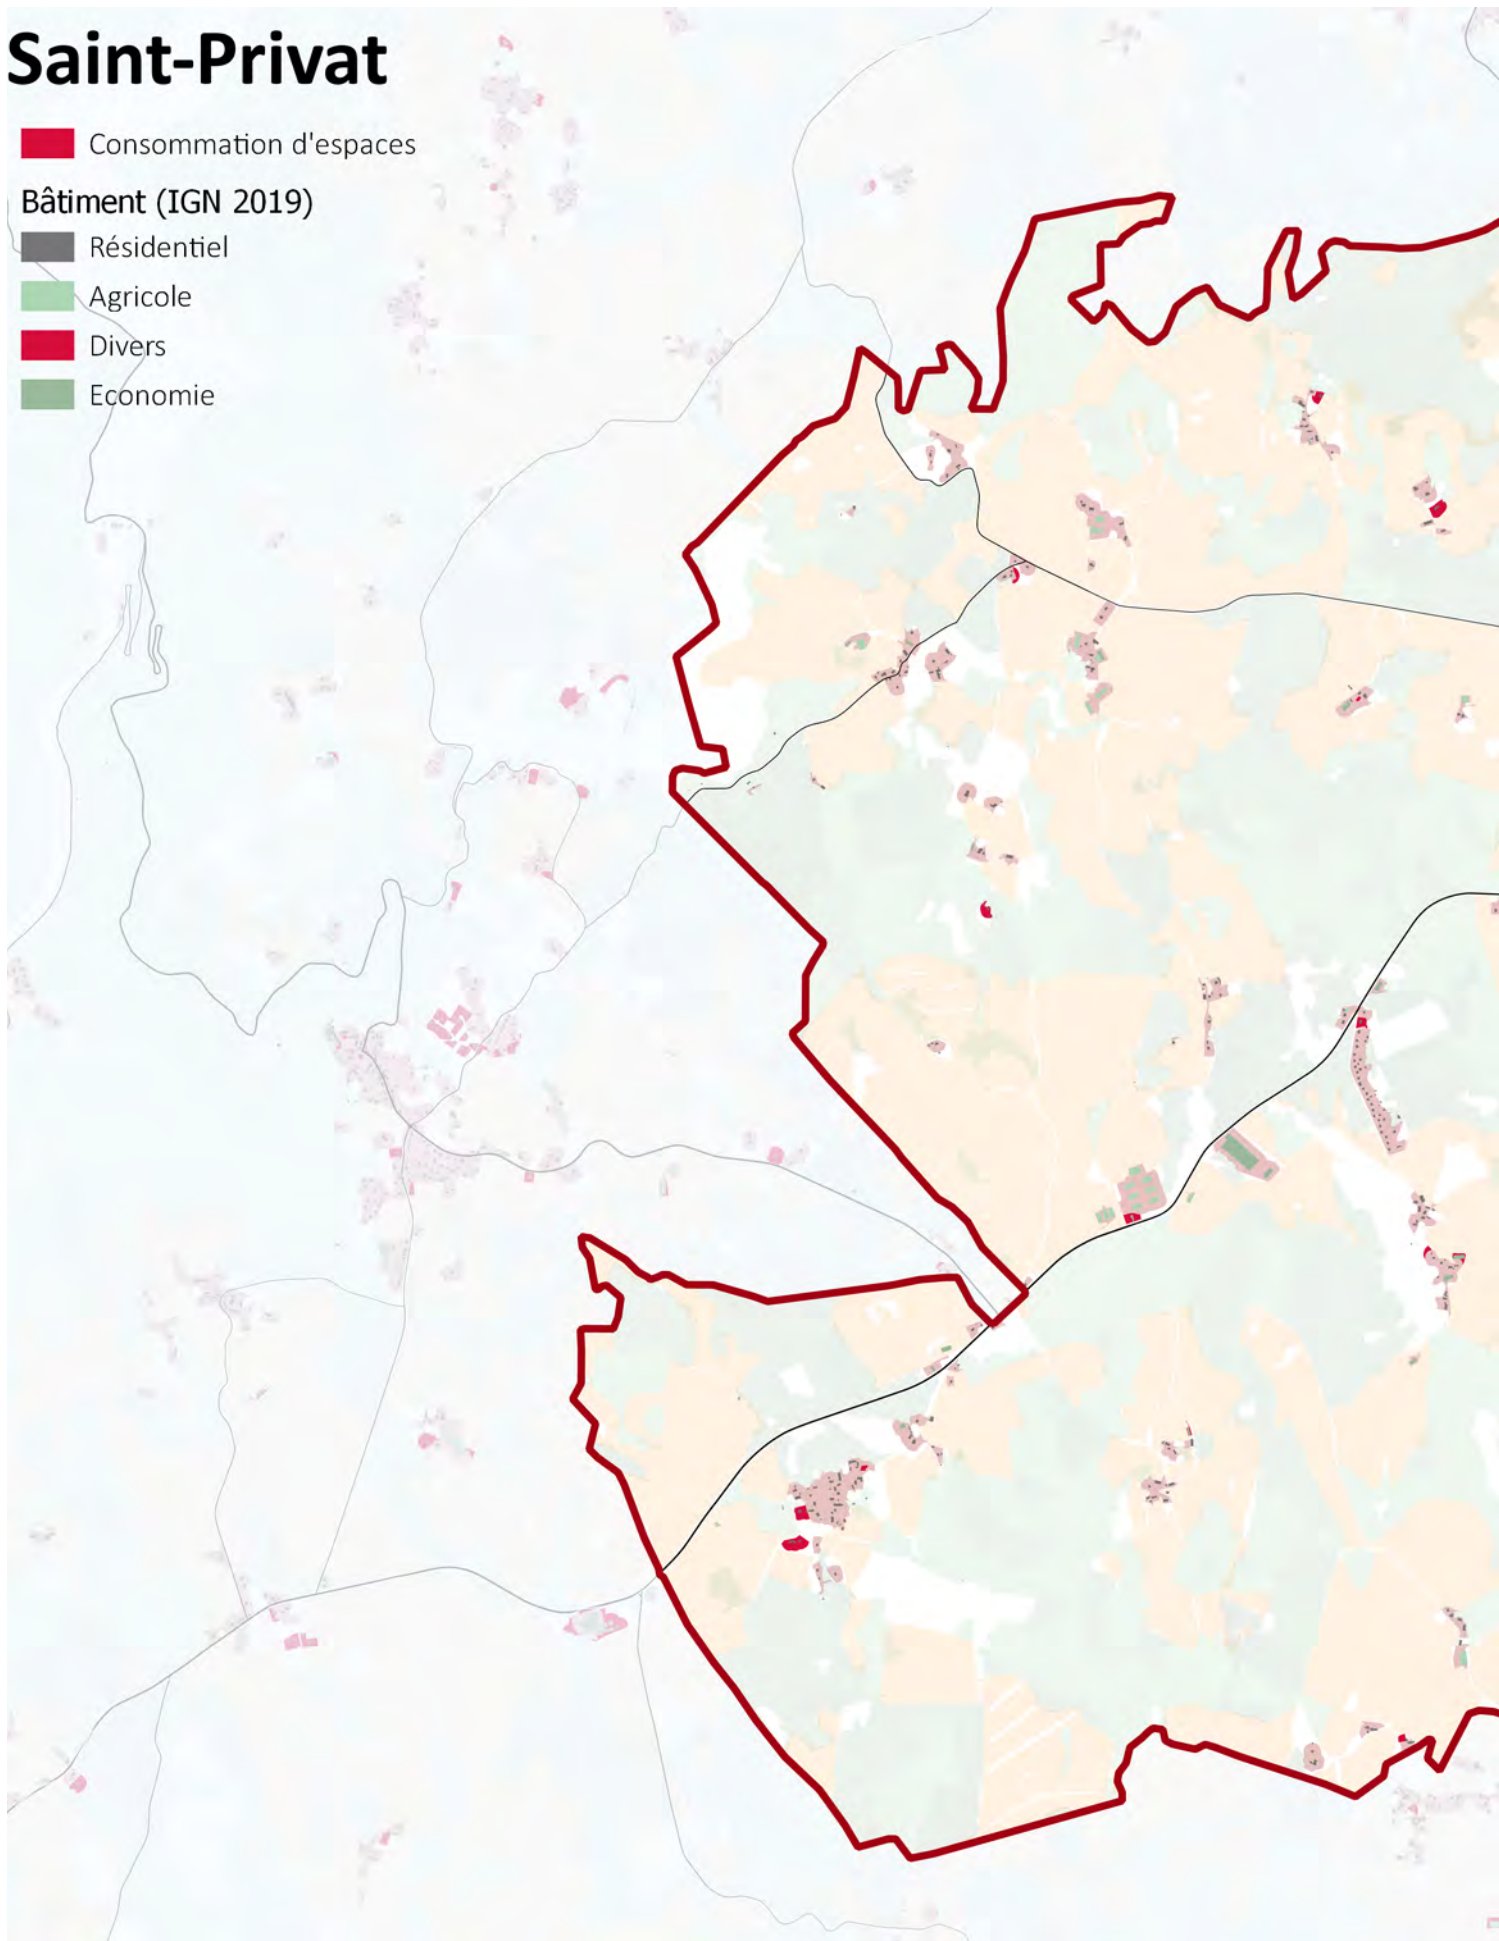 Saint-Privat
Consommation d'espaces
Bâtiment (IGN 2019)
Résidentiel
Agricole
Divers
Economie